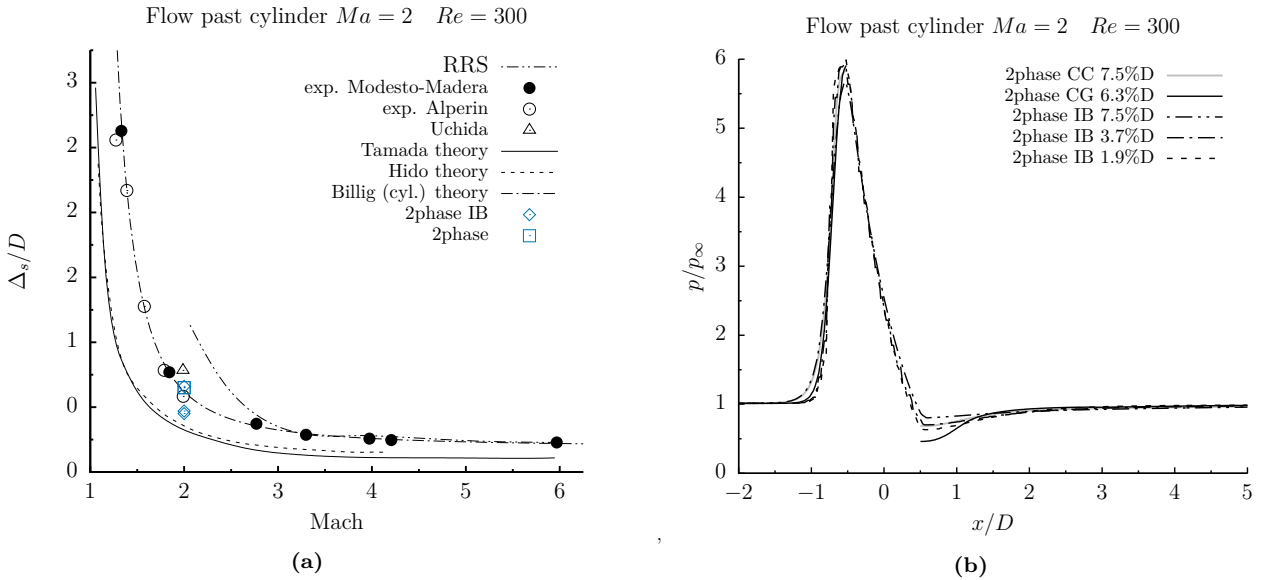 Flow past cylinder Ma = 2 Re = 300
RRS
exp. Modesto-Madera
exp. Alperin
Uchida
Tamada theory
Hido theory
Billig (cyl.) theory
2phase IB
2phase
Δs/D
3
2
2
1
0
0
1 2 3 4 5 6
Mach
(a)
,
Flow past cylinder Ma = 2 Re = 300
2phase CC 7.5%D
2phase CG 6.3%D
2phase IB 7.5%D
2phase IB 3.7%D
2phase IB 1.9%D
p/p∞
6
5
4
3
2
1
0
−2 −1 0 1 2 3 4 5
x/D
(b)